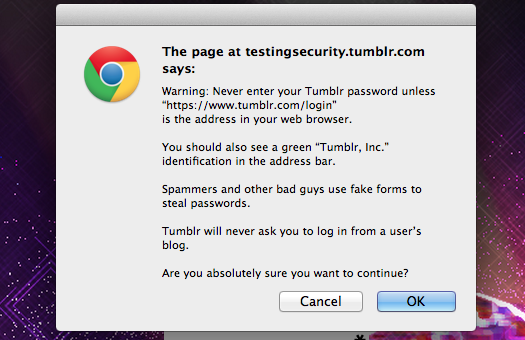 The page at testingsecurity.tumblr.com
says:
Warning: Never enter your Tumblr password unless
“https://www.tumblr.com/login”
is the address in your web browser.
You should also see a green “Tumblr, Inc.”
identification in the address bar.
Spammers and other bad guys use fake forms to
steal passwords.
Tumblr will never ask you to log in from a user’s
blog.
Are you absolutely sure you want to continue?
Cancel
OK